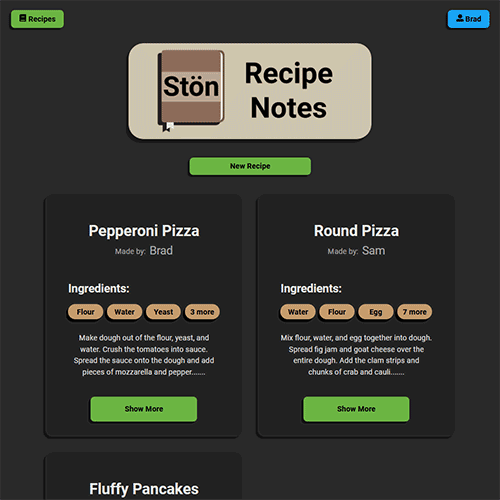 Recipes
Brad
Stön
Recipe
Notes
New Recipe
Pepperoni Pizza
Made by: Brad
Ingredients:
Flour
Water
Yeast
3 more
Make dough out of the flour, yeast, and
water. Crush the tomatoes into sauce.
Spread the sauce onto the dough and add
pieces of mozzarella and pepper.......
Show More
Round Pizza
Made by: Sam
Ingredients:
Water
Flour
Egg
7 more
Mix flour, water, and egg together into dough.
Spread fig jam and goat cheese over the
entire dough. Add the clam strips and
chunks of crab and cauli.......
Show More
Fluffy Pancakes